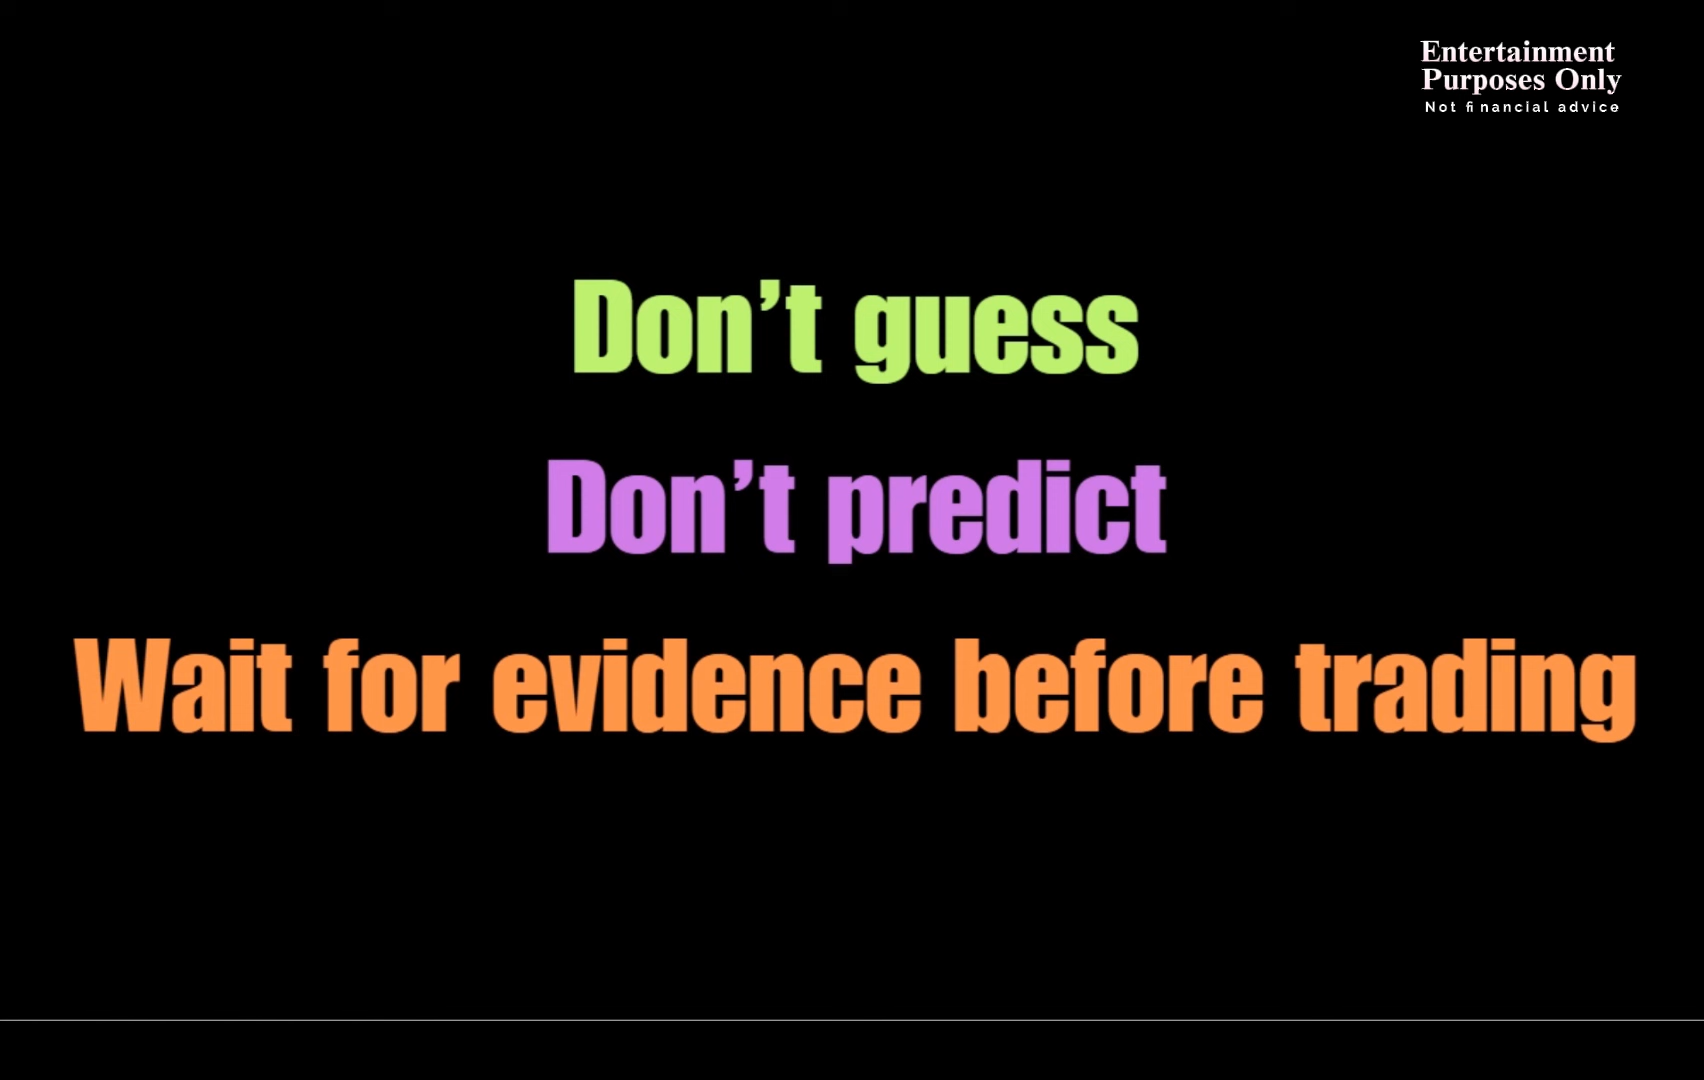 Entertainment
Purposes Only
Not financial advice
Don’t guess
Don’t predict
Wait for evidence before trading